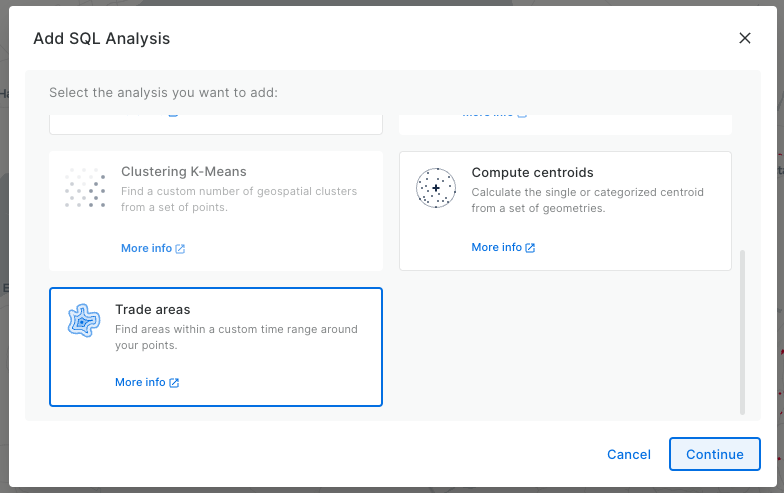 Add SQL Analysis
Select the analysis you want to add:
Clustering K-Means
Find a custom number of geospatial clusters
from a set of points.
More info
Compute centroids
Calculate the single or categorized centroid
from a set of geometries.
More info
Trade areas
Find areas within a custom time range around
your points.
More info
Cancel
Continue